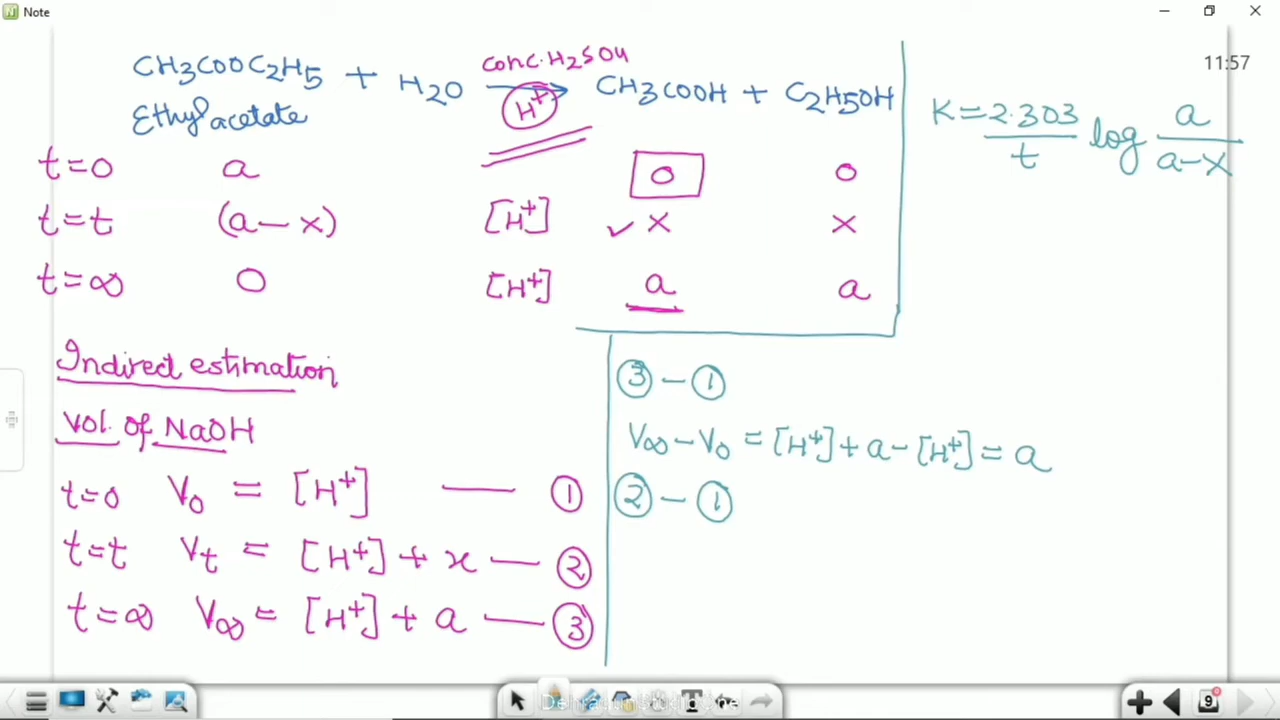 Note
11:57
conc. H2SO4
CH3COOC2H5 + H2O → CH3COOH + C2H5OH
H+
Ethyl acetate
K = 2.303/t log a/a-x
t=0 a 0 0
t=t (a-x) [H+] ✓ x x
t=∞ 0 [H+] a a
Indirect estimation
Vol. of NaOH
t=0 V0 = [H+] — ①
t=t Vt = [H+] + x — ②
t=∞ V∞ = [H+] + a — ③
③ - ①
V∞ - V0 = [H+] + a - [H+] = a
② - ①
9